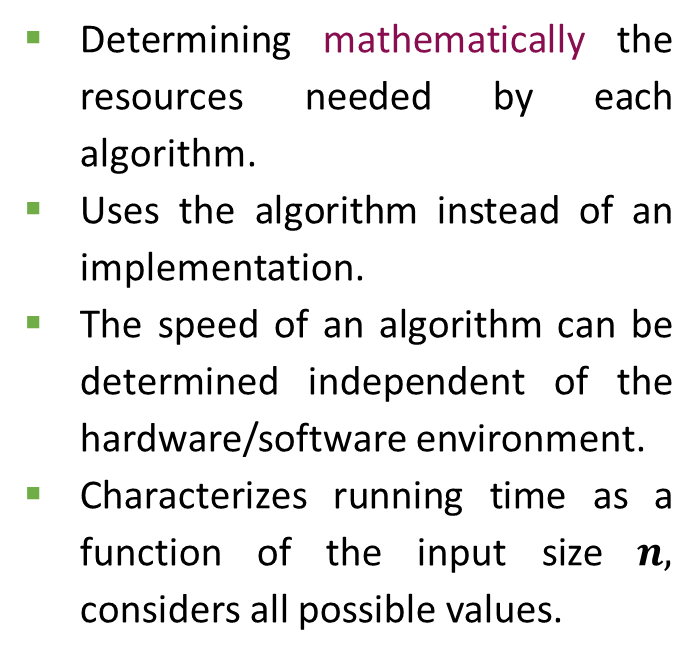 ▪ Determining mathematically the
resources needed by each
algorithm.
▪ Uses the algorithm instead of an
implementation.
▪ The speed of an algorithm can be
determined independent of the
hardware/software environment.
▪ Characterizes running time as a
function of the input size n,
considers all possible values.